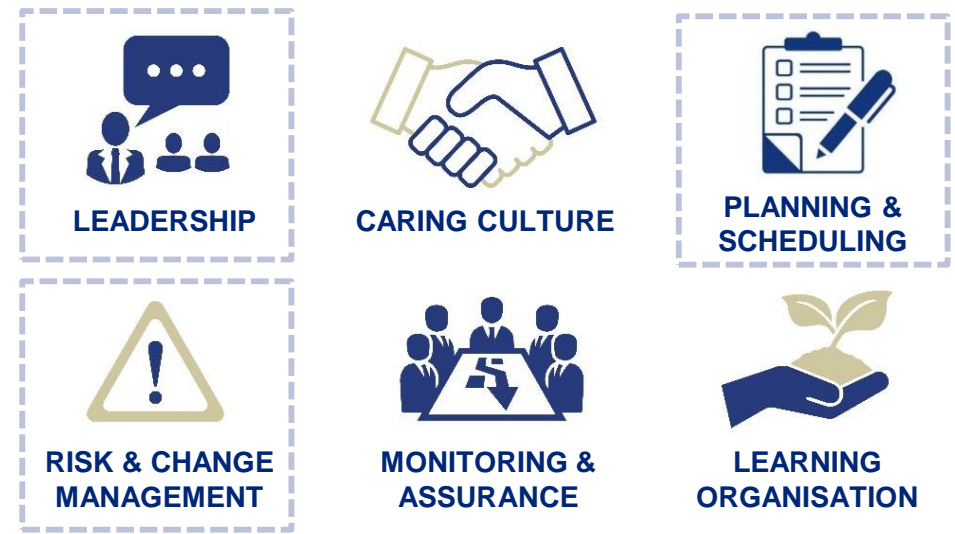 LEADERSHIP
CARING CULTURE
PLANNING &
SCHEDULING
RISK & CHANGE
MANAGEMENT
MONITORING &
ASSURANCE
LEARNING
ORGANISATION